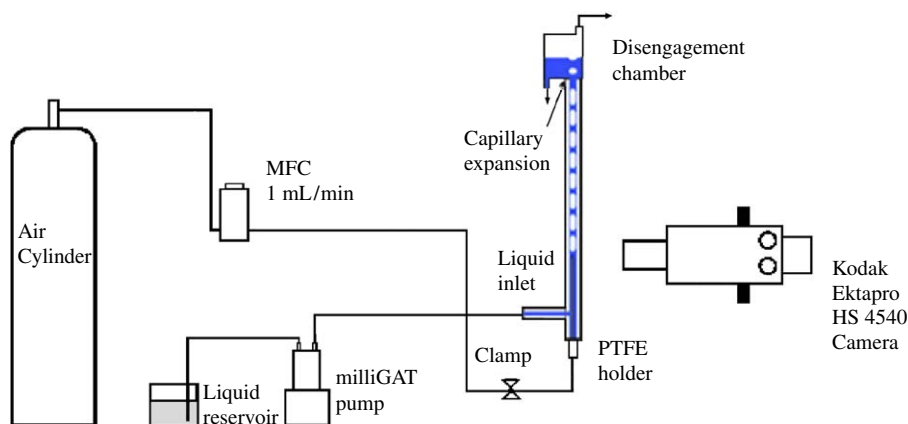 Disengagement
chamber
Capillary
expansion
MFC
1 mL/min
Air
Cylinder
Liquid
inlet
Kodak
Ektapro
HS 4540
Camera
Clamp
PTFE
holder
milliGAT
pump
Liquid
reservoir